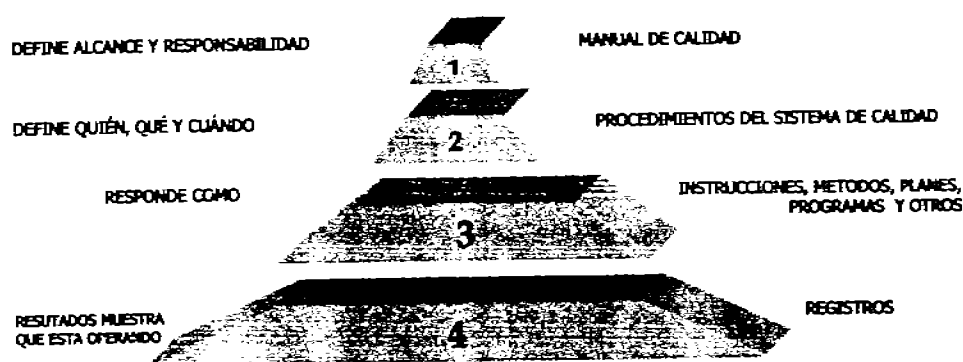 DEFINE ALCANCE Y RESPONSABILIDAD
MANUAL DE CALIDAD
1
DEFINE QUIÉN, QUÉ Y CUÁNDO
PROCEDIMIENTOS DEL SISTEMA DE CALIDAD
2
RESPONDE COMO
INSTRUCCIONES, METODOS, PLANES,
PROGRAMAS Y OTROS
3
RESUTADOS MUESTRA
QUE ESTA OPERANDO
REGISTROS
4